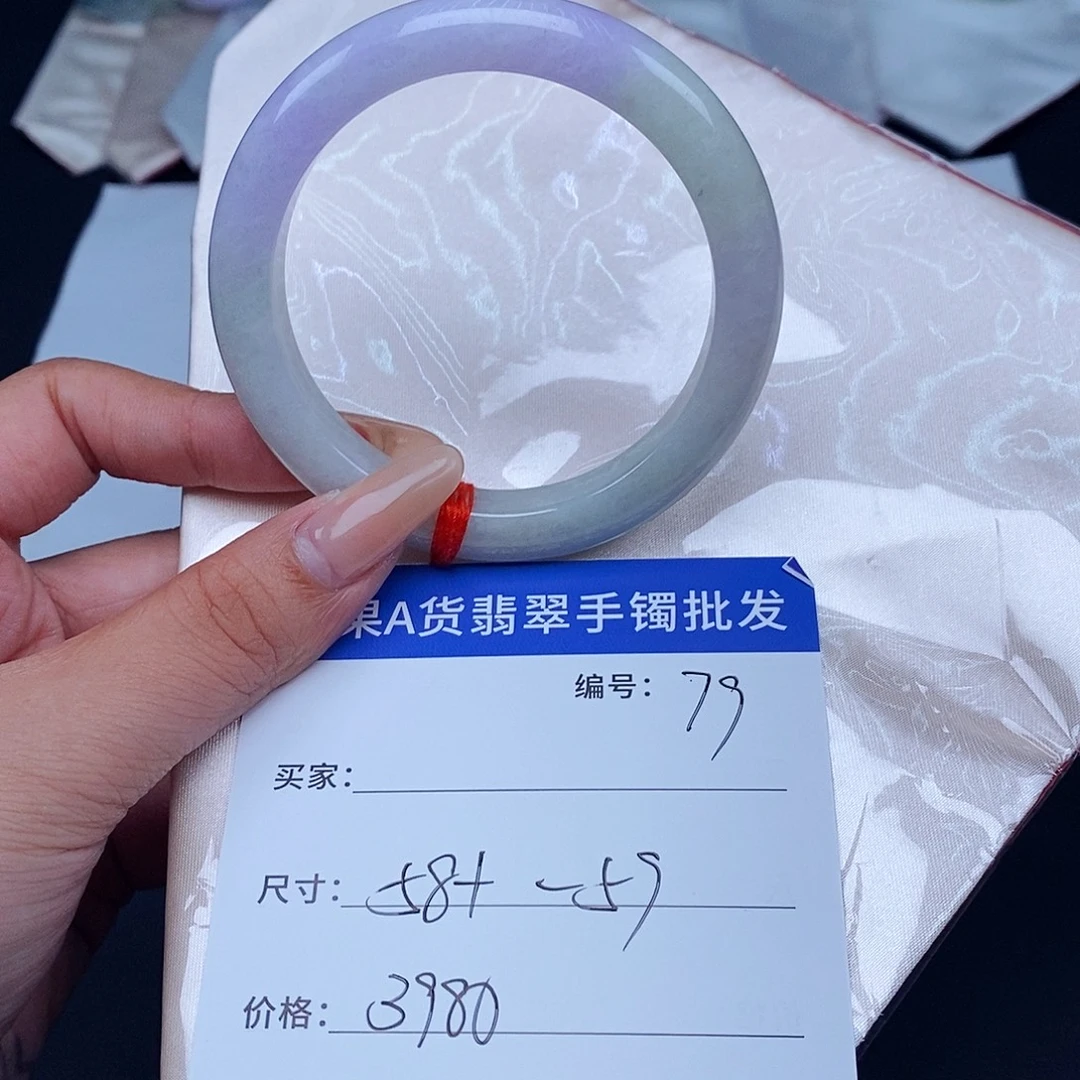 果A货翡翠手镯批发
编号: 79
买家:
尺寸: 58+ -59
价格: 3980